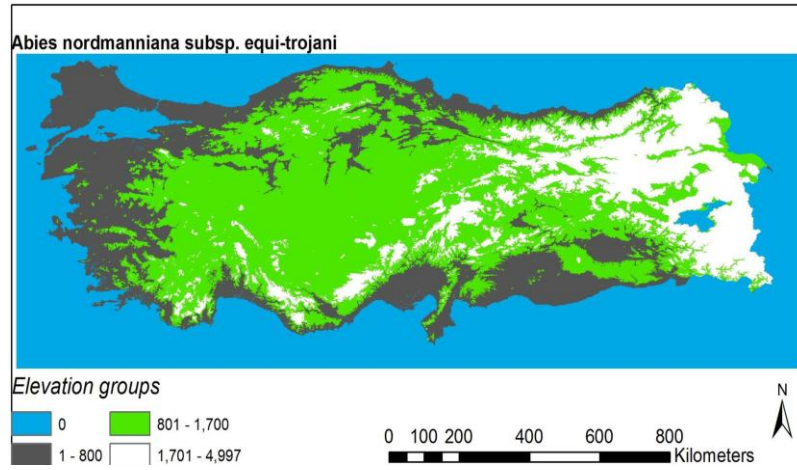 Abies nordmanniana subsp. equi-trojani
Elevation groups
0
801 - 1,700
1 - 800
1,701 - 4,997
N
0 100 200 400 600 800
Kilometers